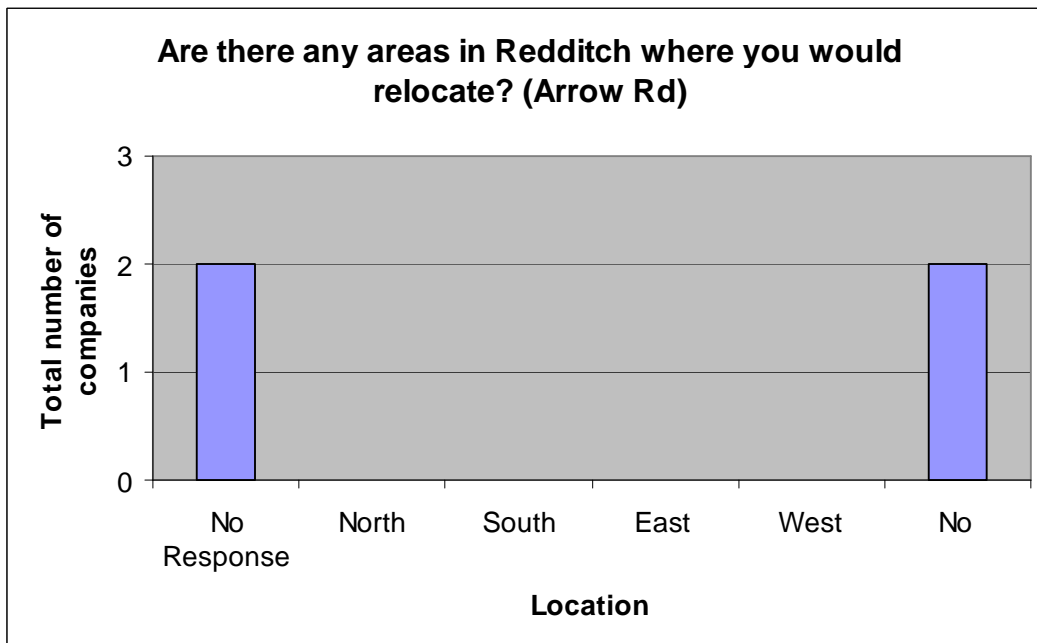 Are there any areas in Redditch where you would
relocate? (Arrow Rd)
Total number of
companies
3
2
1
0
No
Response
North
South
East
West
No
Location